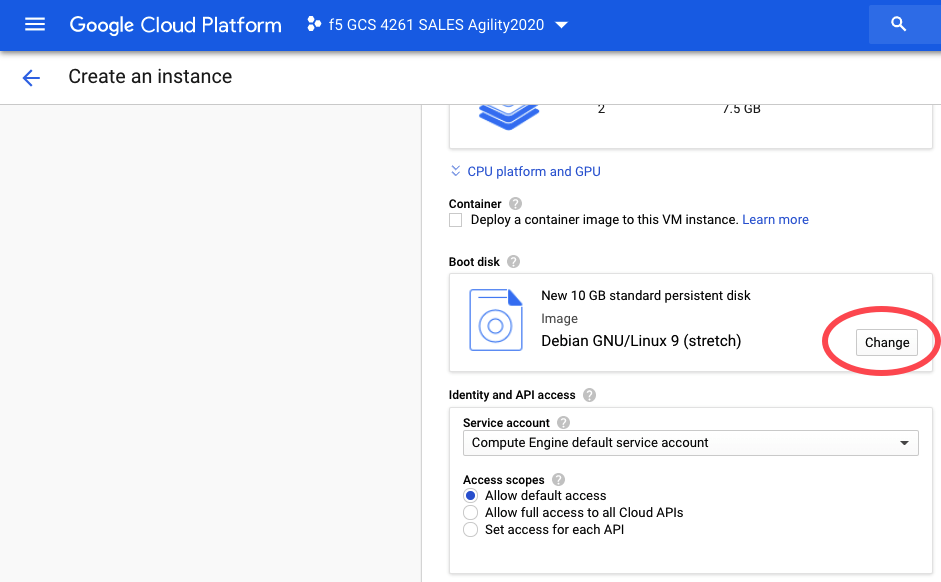 Google Cloud Platform f5 GCS 4261 SALES Agility2020
Create an instance
2 7.5 GB
CPU platform and GPU
Container ?
Deploy a container image to this VM instance. Learn more
Boot disk ?
New 10 GB standard persistent disk
Image
Debian GNU/Linux 9 (stretch)
Change
Identity and API access ?
Service account ?
Compute Engine default service account
Access scopes ?
Allow default access
Allow full access to all Cloud APIs
Set access for each API